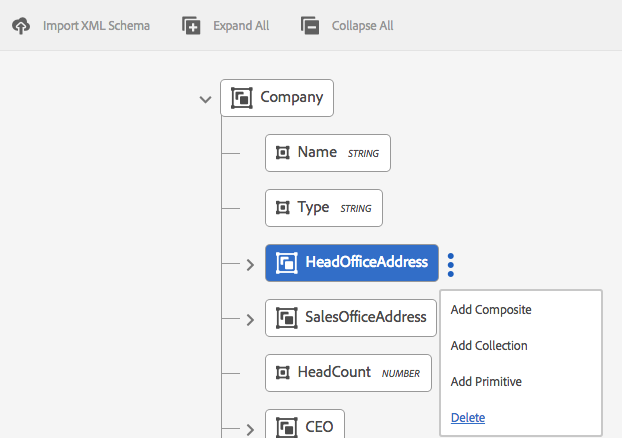 Import XML Schema Expand All Collapse All
Company
Name STRING
Type STRING
HeadOfficeAddress
SalesOfficeAddress
Add Composite
Add Collection
HeadCount NUMBER
Add Primitive
CEO
Delete